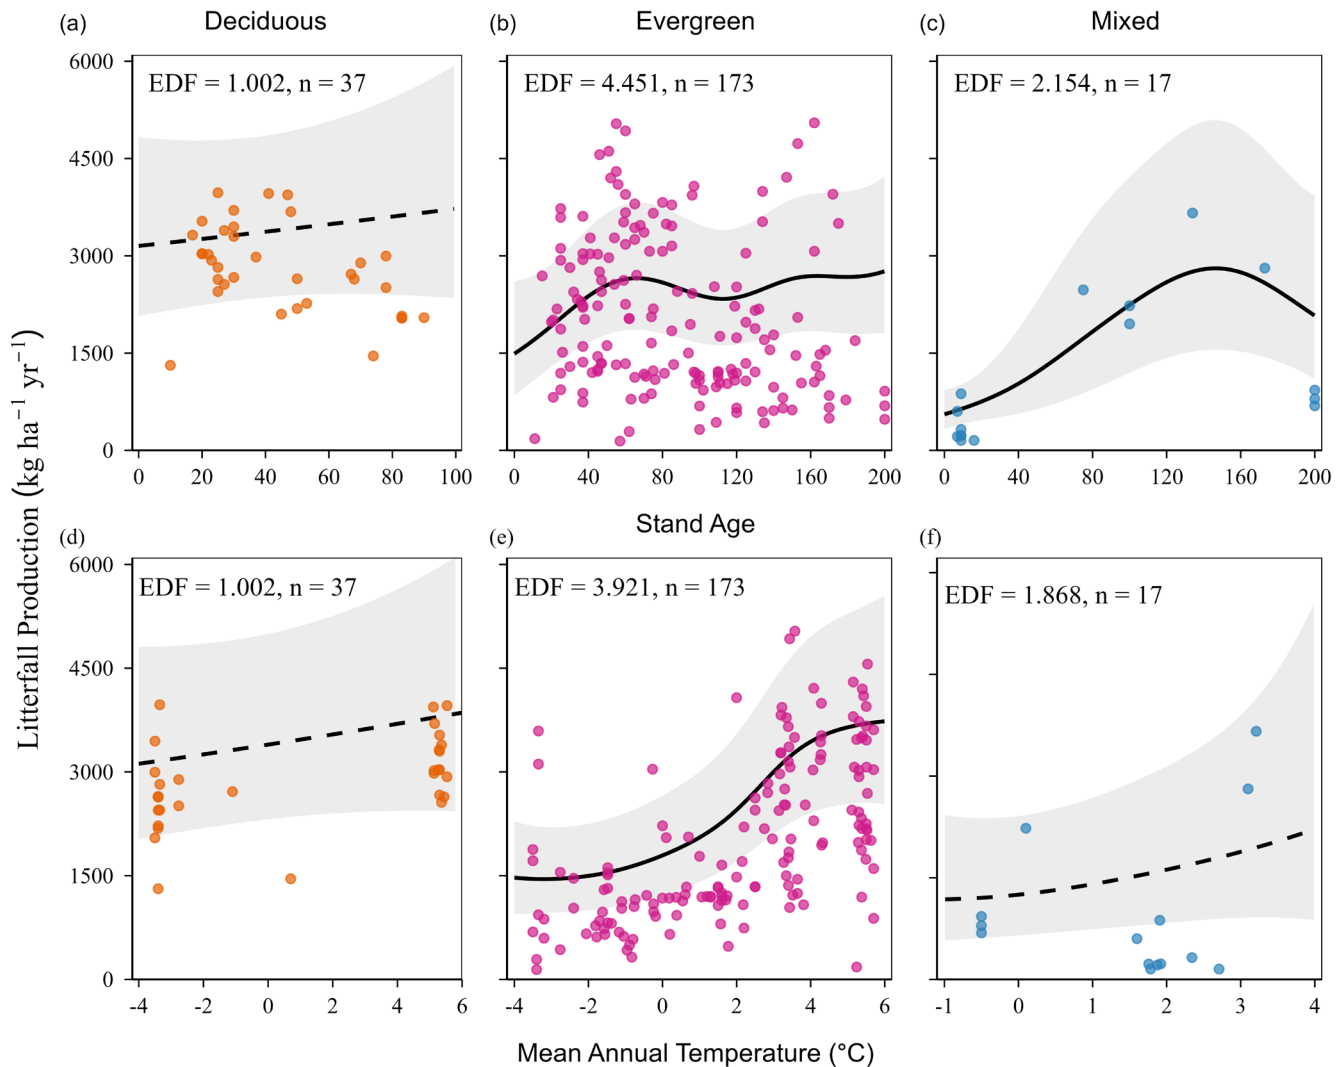 (a) Deciduous (b) Evergreen (c) Mixed
EDF = 1.002, n = 37 EDF = 4.451, n = 173 EDF = 2.154, n = 17
6000
4500
3000
1500
0
0 20 40 60 80 100 0 40 80 120 160 200 0 40 80 120 160 200
Stand Age
Litterfall Production (kg ha⁻¹ yr⁻¹)
(d) (e) (f)
EDF = 1.002, n = 37 EDF = 3.921, n = 173 EDF = 1.868, n = 17
6000
4500
3000
1500
0
-4 -2 0 2 4 6 -4 -2 0 2 4 6 -1 0 1 2 3 4
Mean Annual Temperature (°C)